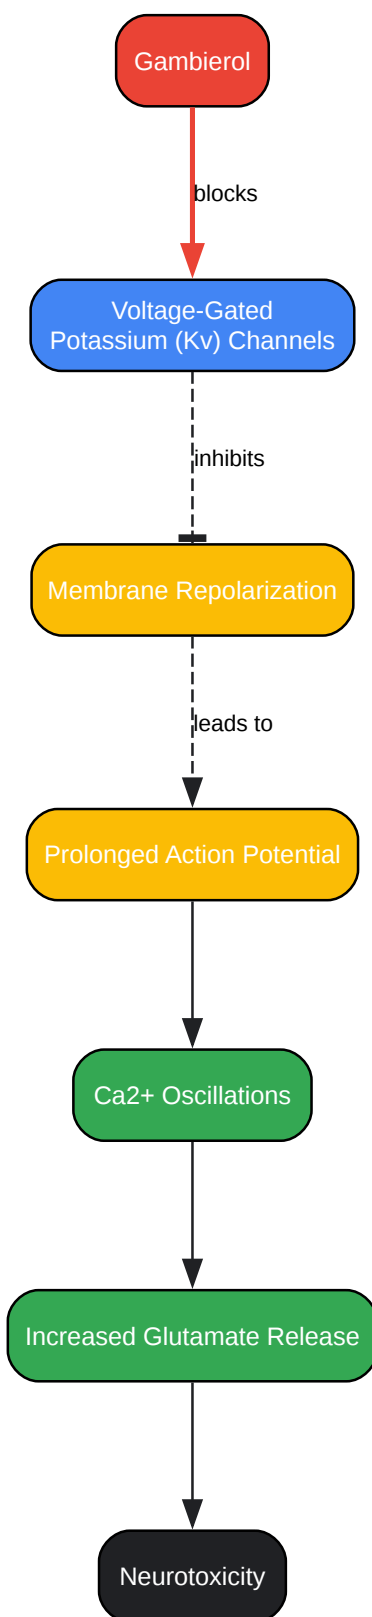 Gambierol
blocks
Voltage-Gated
Potassium (Kv) Channels
inhibits
Membrane Repolarization
leads to
Prolonged Action Potential
Ca2+ Oscillations
Increased Glutamate Release
Neurotoxicity